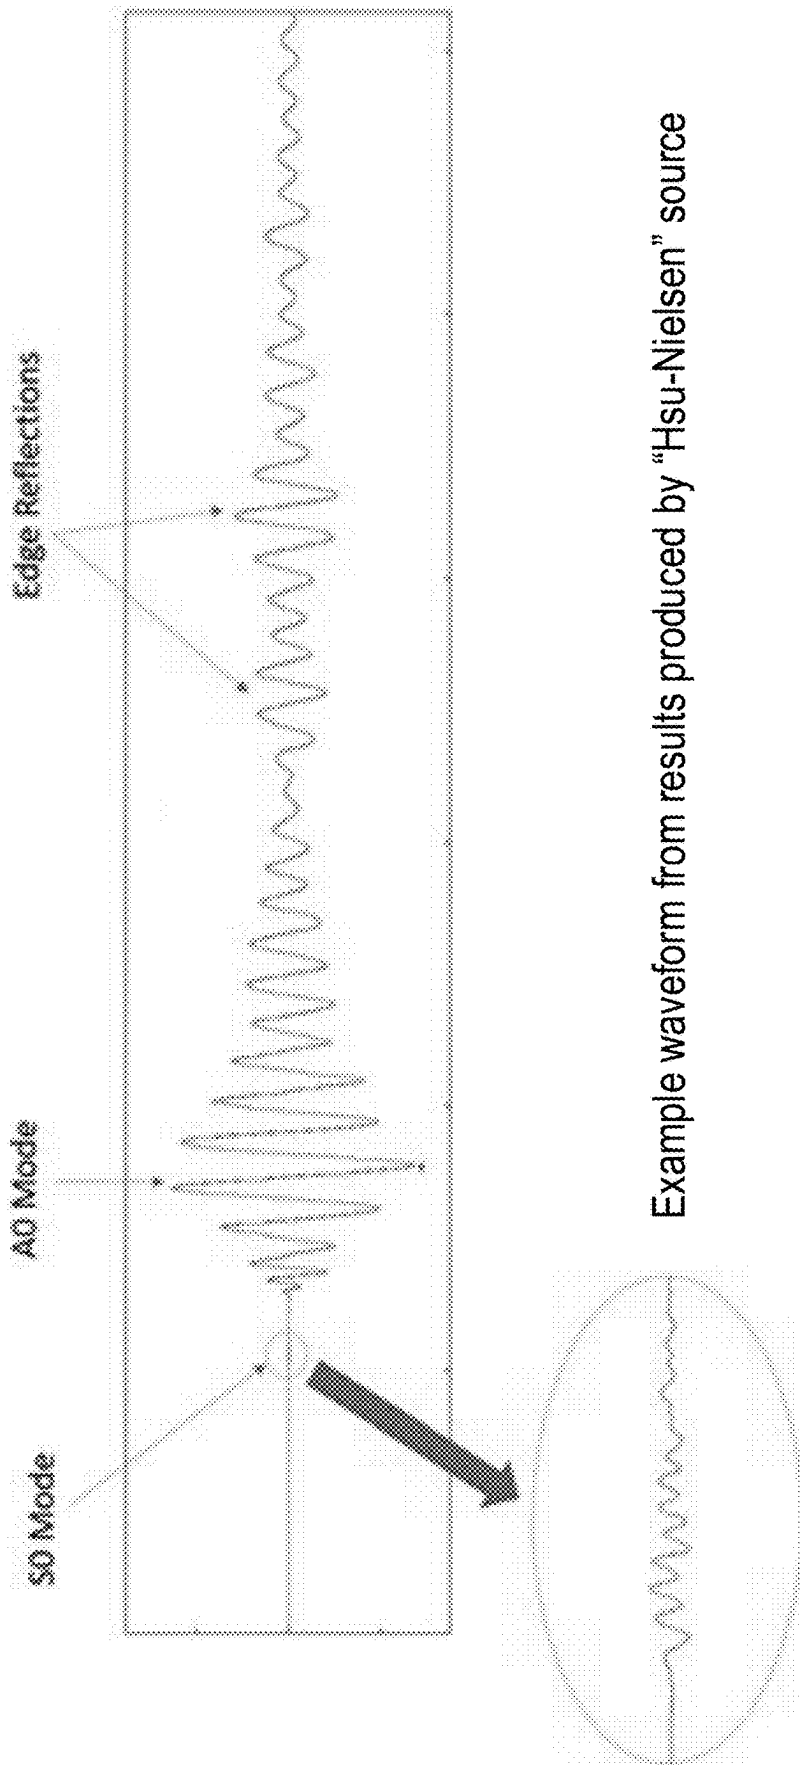 S0 Mode
A0 Mode
Edge Reflections
Example waveform from results produced by “Hsu-Nielsen” source